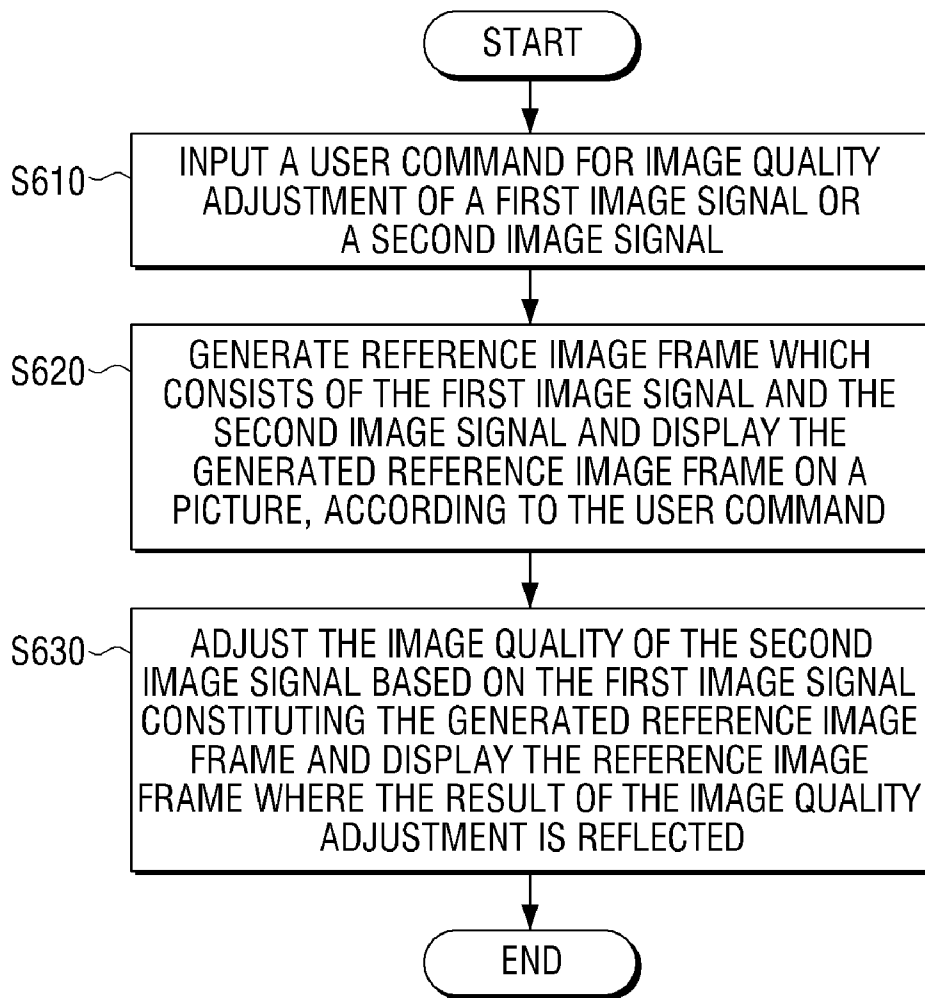 START
S610
INPUT A USER COMMAND FOR IMAGE QUALITY
ADJUSTMENT OF A FIRST IMAGE SIGNAL OR
A SECOND IMAGE SIGNAL
S620
GENERATE REFERENCE IMAGE FRAME WHICH
CONSISTS OF THE FIRST IMAGE SIGNAL AND THE
SECOND IMAGE SIGNAL AND DISPLAY THE
GENERATED REFERENCE IMAGE FRAME ON A
PICTURE, ACCORDING TO THE USER COMMAND
S630
ADJUST THE IMAGE QUALITY OF THE SECOND
IMAGE SIGNAL BASED ON THE FIRST IMAGE SIGNAL
CONSTITUTING THE GENERATED REFERENCE IMAGE
FRAME AND DISPLAY THE REFERENCE IMAGE
FRAME WHERE THE RESULT OF THE IMAGE QUALITY
ADJUSTMENT IS REFLECTED
END